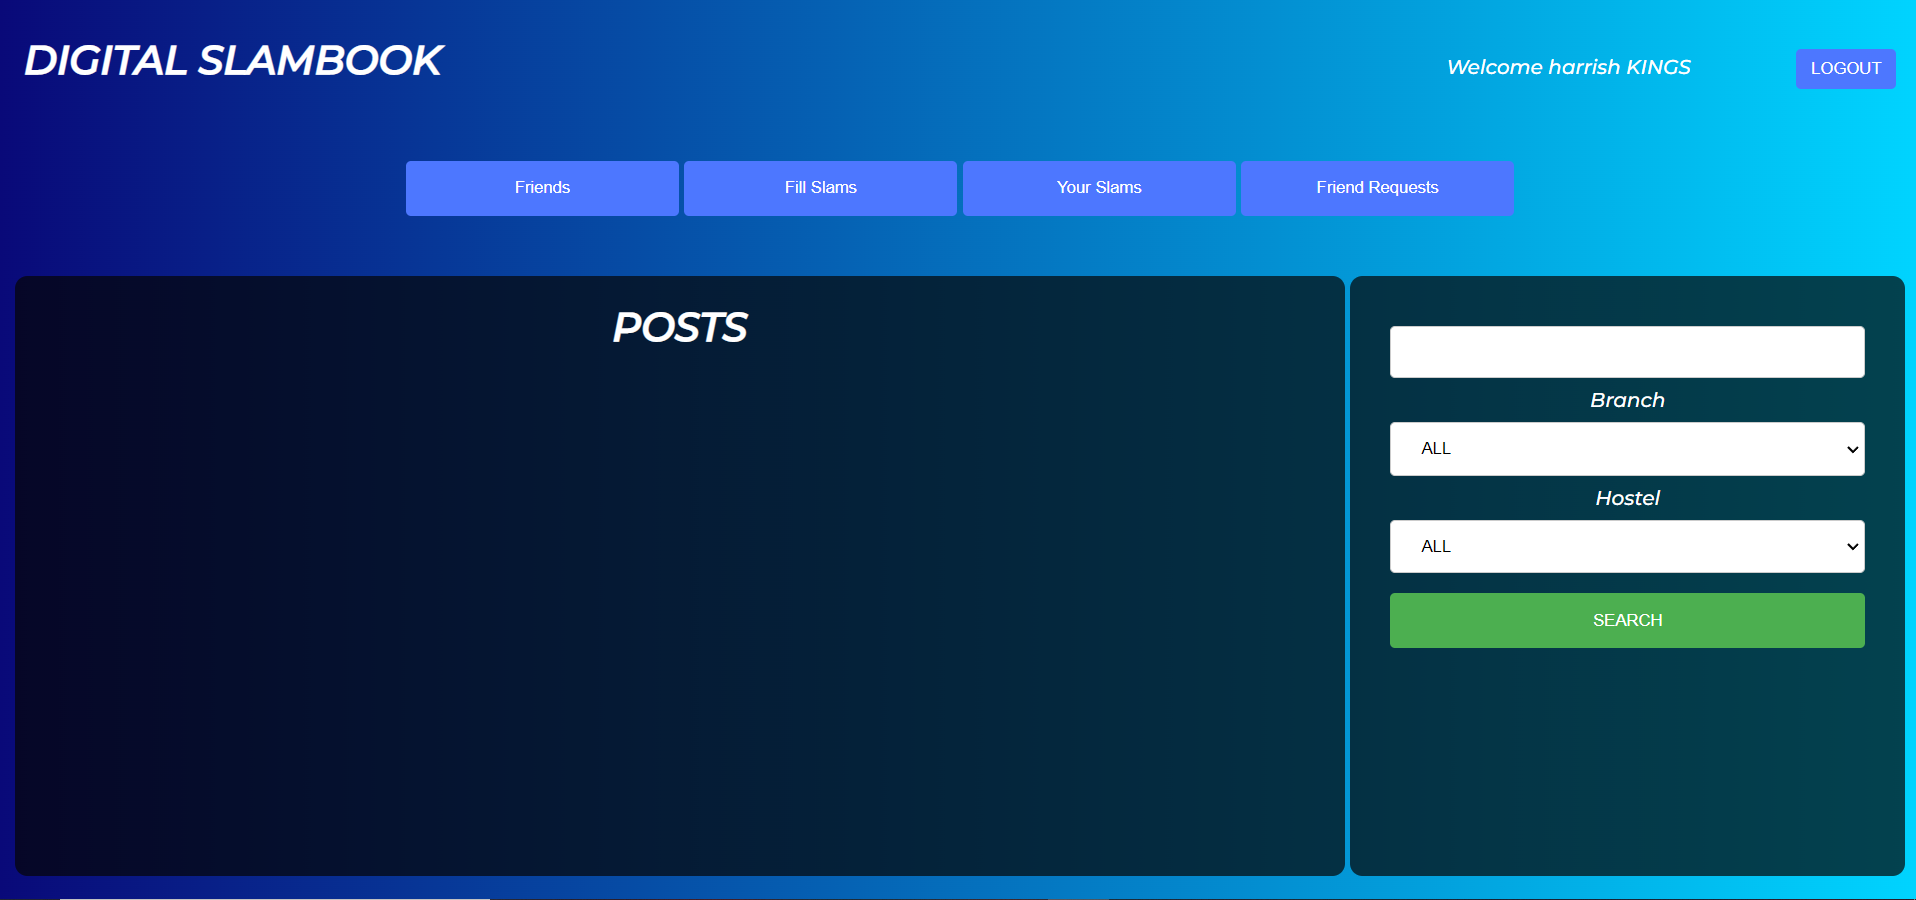 DIGITAL SLAMBOOK
Welcome harrish KINGS
LOGOUT
Friends
Fill Slams
Your Slams
Friend Requests
POSTS
Branch
ALL
Hostel
ALL
SEARCH